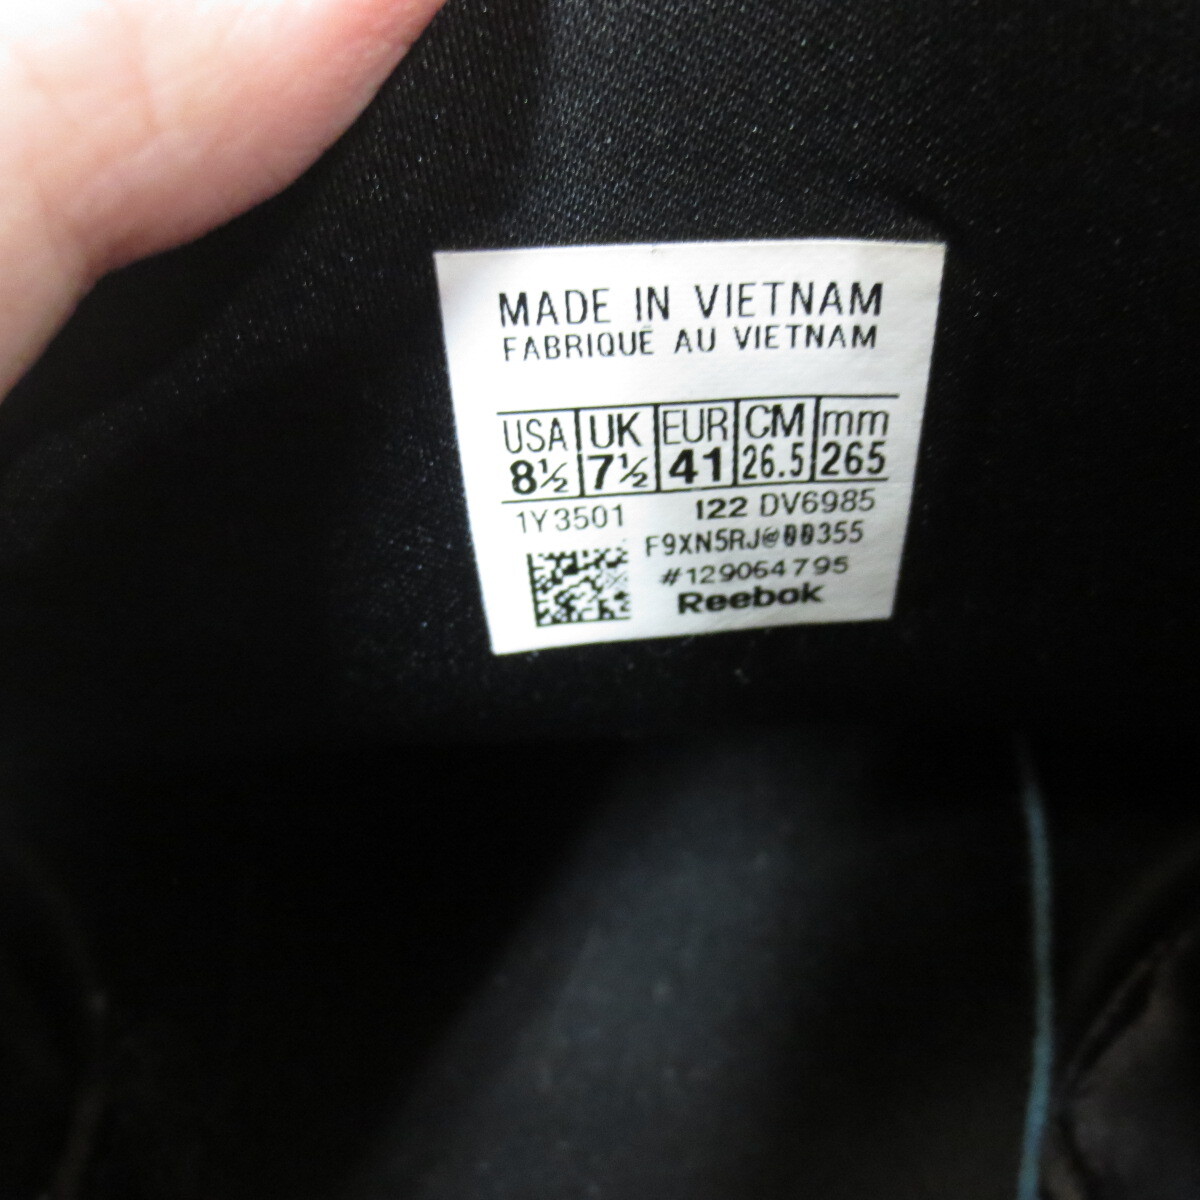 MADE IN VIETNAM
FABRIQUÉ AU VIETNAM
USA UK EUR CM mm
8½ 7½ 41 26.5 265
1Y3501 122 DV6985
F9XN5RJ@00355
#129064795
Reebok